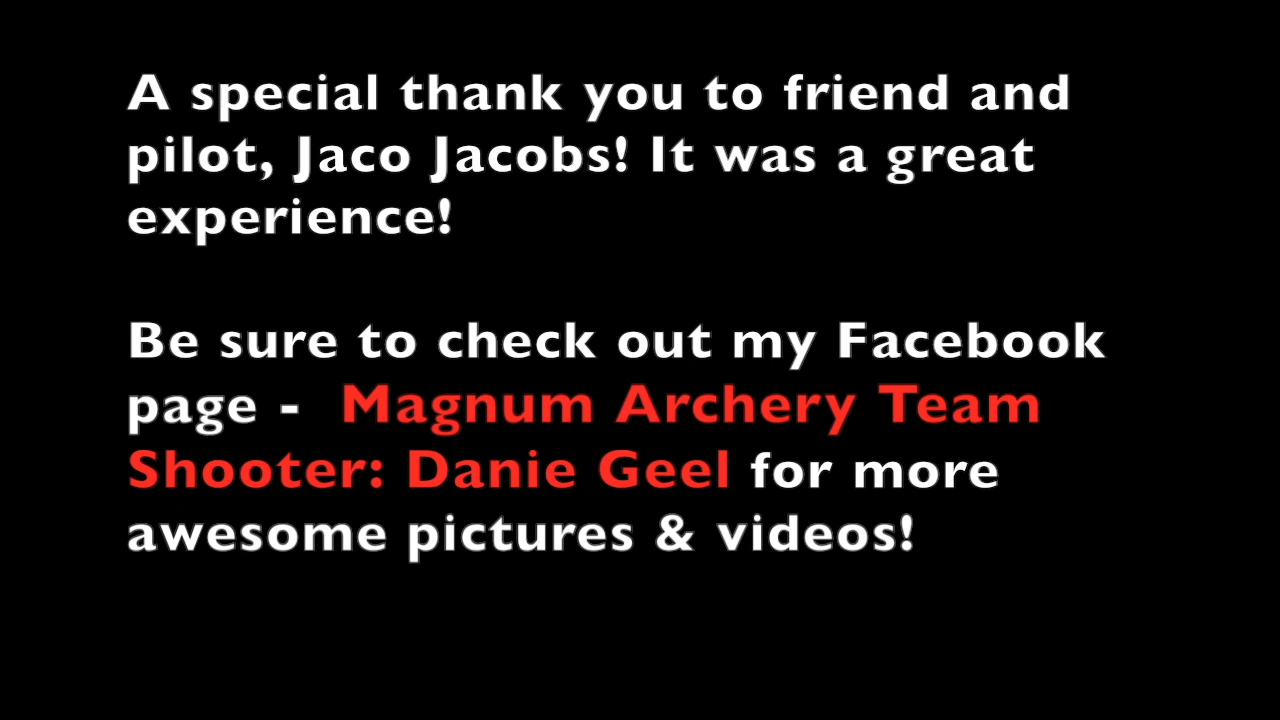 A special thank you to friend and
pilot, Jaco Jacobs! It was a great
experience!
Be sure to check out my Facebook
page -  Magnum Archery Team
Shooter: Danie Geel for more
awesome pictures & videos!